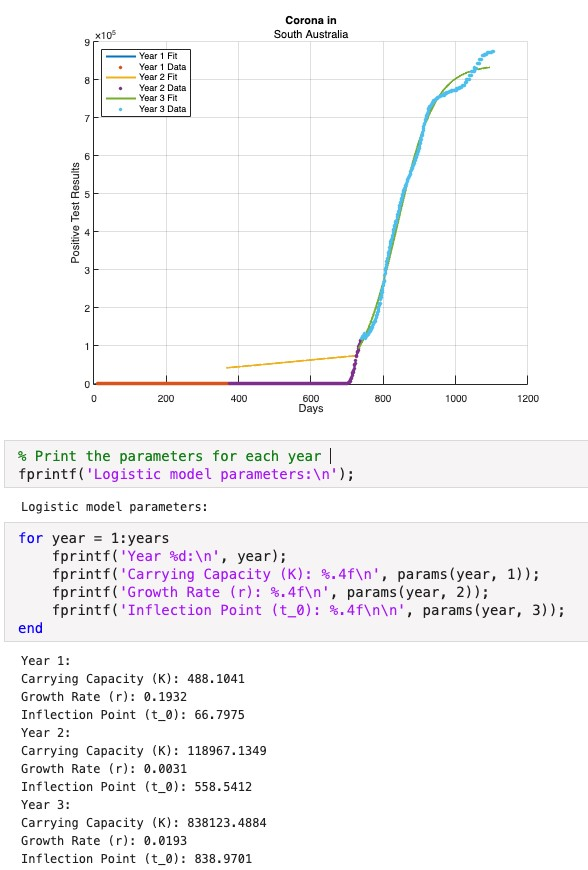 Corona in
South Australia
9
×10⁵
Year 1 Fit
Year 1 Data
Year 2 Fit
Year 2 Data
Year 3 Fit
Year 3 Data
8
7
6
5
4
3
2
1
0
Positive Test Results
0 200 400 600 800 1000 1200
Days
% Print the parameters for each year
fprintf('Logistic model parameters:\n');
Logistic model parameters:
for year = 1:years
    fprintf('Year %d:\n', year);
    fprintf('Carrying Capacity (K): %.4f\n', params(year, 1));
    fprintf('Growth Rate (r): %.4f\n', params(year, 2));
    fprintf('Inflection Point (t_0): %.4f\n\n', params(year, 3));
end
Year 1:
Carrying Capacity (K): 488.1041
Growth Rate (r): 0.1932
Inflection Point (t_0): 66.7975
Year 2:
Carrying Capacity (K): 118967.1349
Growth Rate (r): 0.0031
Inflection Point (t_0): 558.5412
Year 3:
Carrying Capacity (K): 838123.4884
Growth Rate (r): 0.0193
Inflection Point (t_0): 838.9701